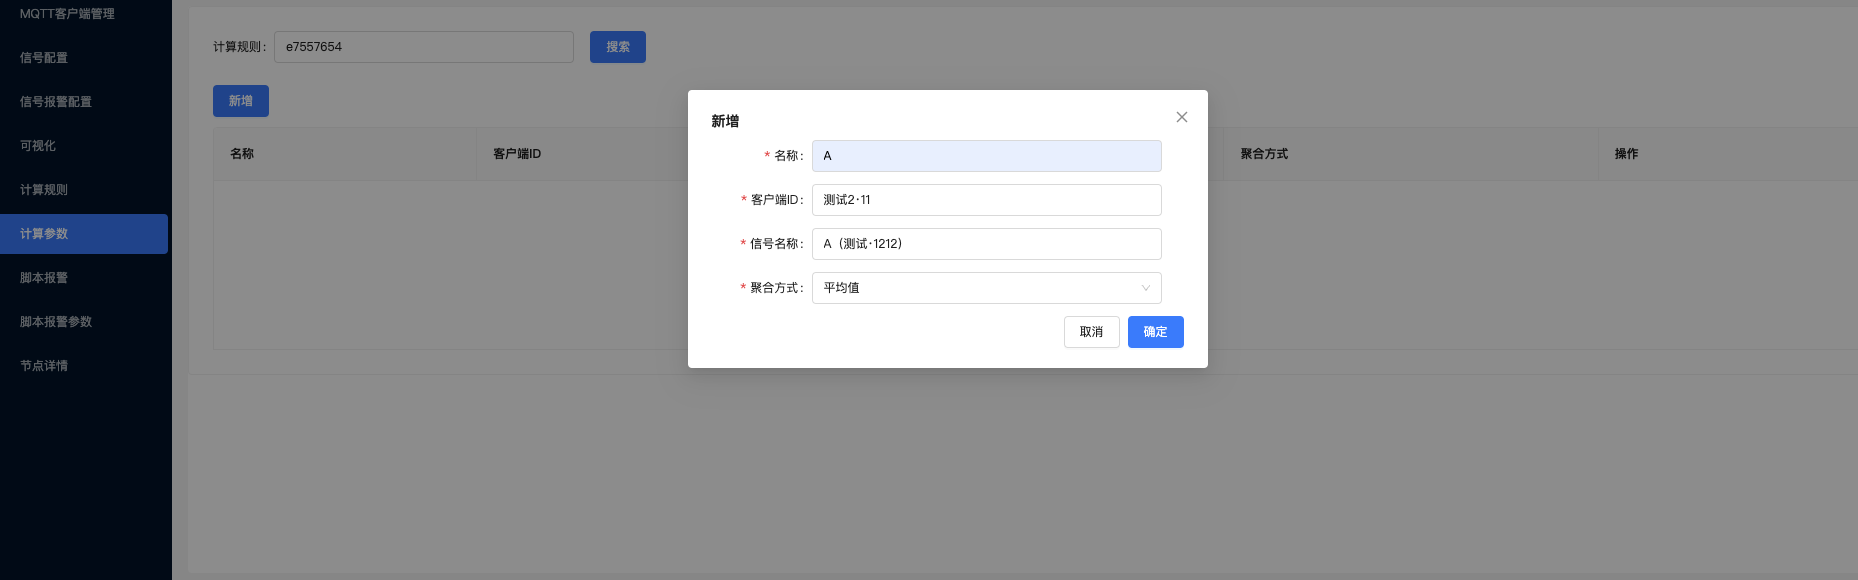 MQTT客户端管理
信号配置
信号报警配置
可视化
计算规则
计算参数
脚本报警
脚本报警参数
节点详情
计算规则： e7557654 搜索
新增
名称 客户端ID 聚合方式 操作
新增
* 名称： A
* 客户端ID： 测试2·11
* 信号名称： A（测试·1212）
* 聚合方式： 平均值
取消 确定